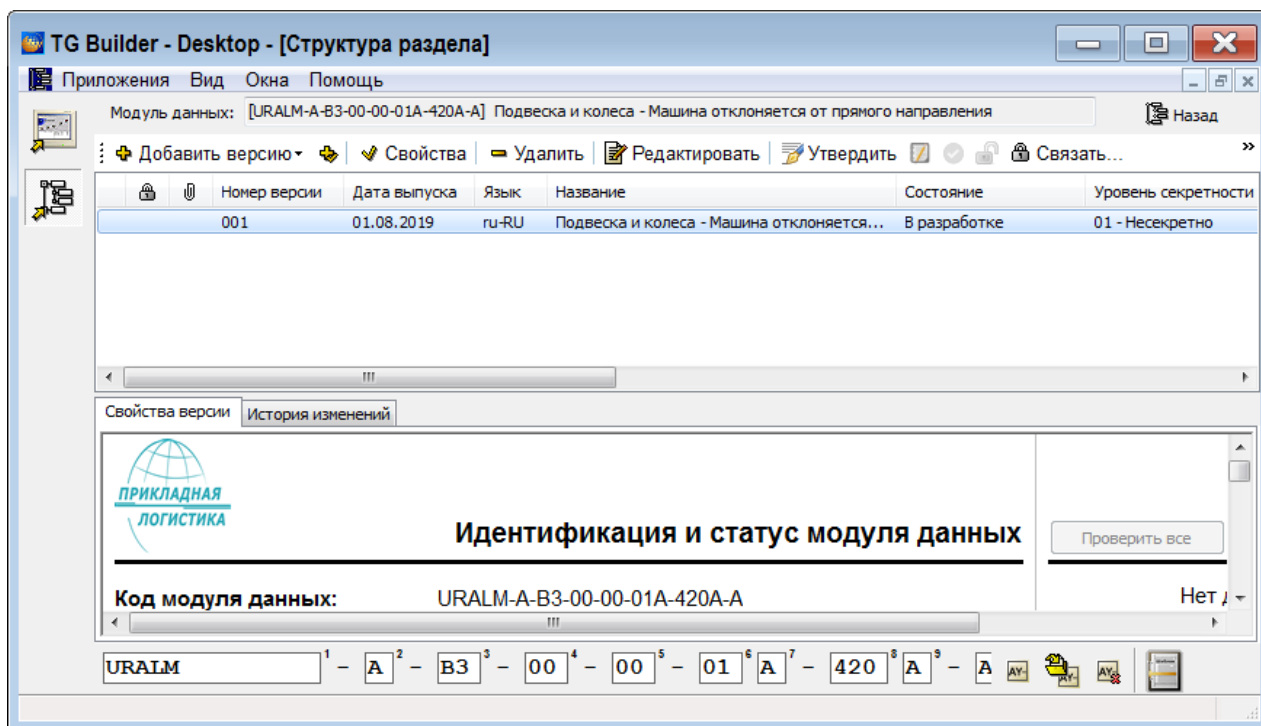 TG Builder - Desktop - [Структура раздела]
Приложения Вид Окна Помощь
Модуль данных: [URALM-A-B3-00-00-01A-420A-A] Подвеска и колеса - Машина отклоняется от прямого направления Назад
Добавить версию Свойства Удалить Редактировать Утвердить Связать... »
Номер версии Дата выпуска Язык Название Состояние Уровень секретности
001 01.08.2019 ru-RU Подвеска и колеса - Машина отклоняется... В разработке 01 - Несекретно
Свойства версии История изменений
ПРИКЛАДНАЯ
ЛОГИСТИКА
Идентификация и статус модуля данных Проверить все
Код модуля данных: URALM-A-B3-00-00-01A-420A-A Нет
URALM 1 - A 2 - B3 3 - 00 4 - 00 5 - 01 6 A 7 - 420 8 A 9 - A